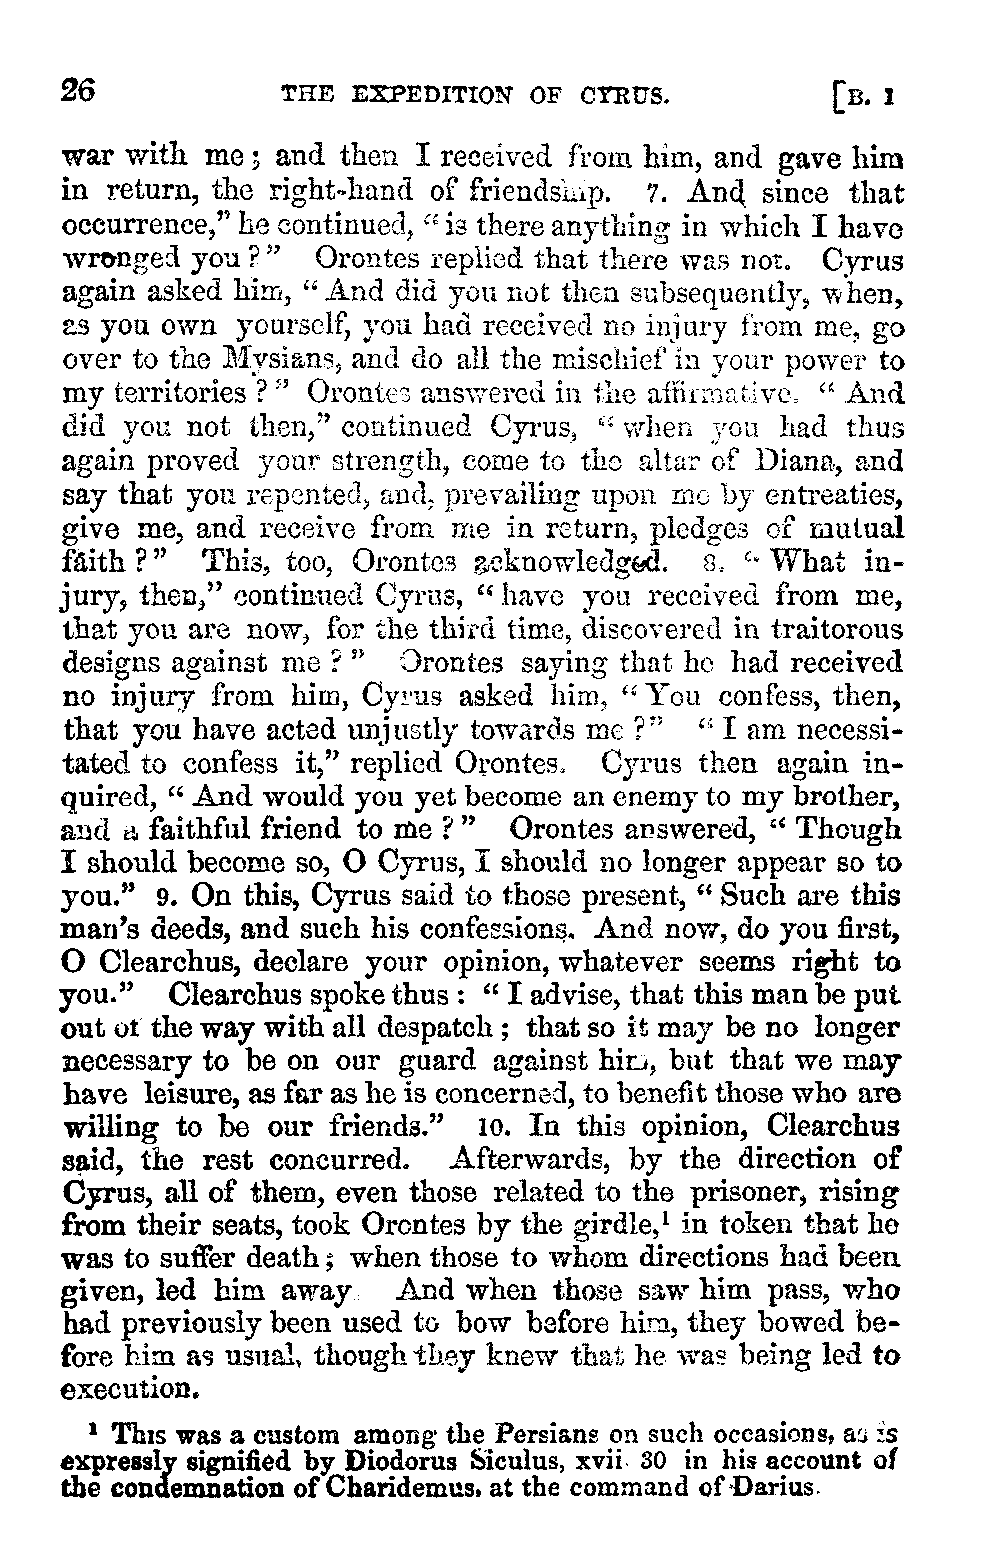 26 THE EXPEDITION OF CYRUS. [B. I
war with me; and then I received from him, and gave him
in return, the right-hand of friendship. 7. And since that
occurrence,” he continued, “is there anything in which I have
wronged you?” Orontes replied that there was not. Cyrus
again asked him, “And did you not then subsequently, when,
as you own yourself, you had received no injury from me, go
over to the Mysians, and do all the mischief in your power to
my territories?” Orontes answered in the affirmative. “And
did you not then,” continued Cyrus, “when you had thus
again proved your strength, come to the altar of Diana, and
say that you repented, and, prevailing upon me by entreaties,
give me, and receive from me in return, pledges of mutual
faith?” This, too, Orontes acknowledged. 8. “What in-
jury, then,” continued Cyrus, “have you received from me,
that you are now, for the third time, discovered in traitorous
designs against me?” Orontes saying that he had received
no injury from him, Cyrus asked him, “You confess, then,
that you have acted unjustly towards me?” “I am necessi-
tated to confess it,” replied Orontes. Cyrus then again in-
quired, “And would you yet become an enemy to my brother,
and a faithful friend to me?” Orontes answered, “Though
I should become so, O Cyrus, I should no longer appear so to
you.” 9. On this, Cyrus said to those present, “Such are this
man’s deeds, and such his confessions. And now, do you first,
O Clearchus, declare your opinion, whatever seems right to
you.” Clearchus spoke thus: “I advise, that this man be put
out of the way with all despatch; that so it may be no longer
necessary to be on our guard against him, but that we may
have leisure, as far as he is concerned, to benefit those who are
willing to be our friends.” 10. In this opinion, Clearchus
said, the rest concurred. Afterwards, by the direction of
Cyrus, all of them, even those related to the prisoner, rising
from their seats, took Orontes by the girdle,¹ in token that he
was to suffer death; when those to whom directions had been
given, led him away. And when those saw him pass, who
had previously been used to bow before him, they bowed be-
fore him as usual, though they knew that he was being led to
execution.
¹ This was a custom among the Persians on such occasions, as is
expressly signified by Diodorus Siculus, xvii. 30 in his account of
the condemnation of Charidemus, at the command of Darius.